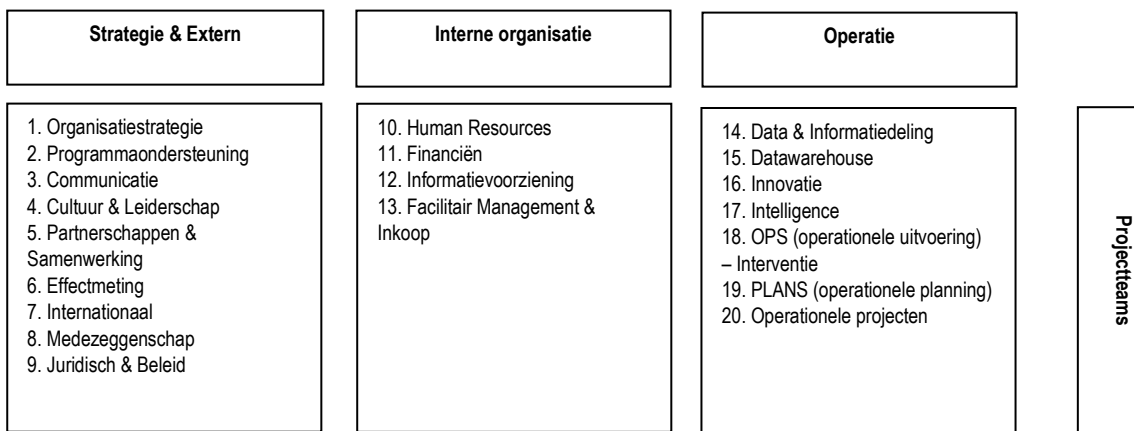 Strategie & Extern
1. Organisatiestrategie
2. Programmaondersteuning
3. Communicatie
4. Cultuur & Leiderschap
5. Partnerschappen &
Samenwerking
6. Effectmeting
7. Internationaal
8. Medezeggenschap
9. Juridisch & Beleid
Interne organisatie
10. Human Resources
11. Financiën
12. Informatievoorziening
13. Facilitair Management &
Inkoop
Operatie
14. Data & Informatiedeling
15. Datawarehouse
16. Innovatie
17. Intelligence
18. OPS (operationele uitvoering)
– Interventie
19. PLANS (operationele planning)
20. Operationele projecten
Projectteams